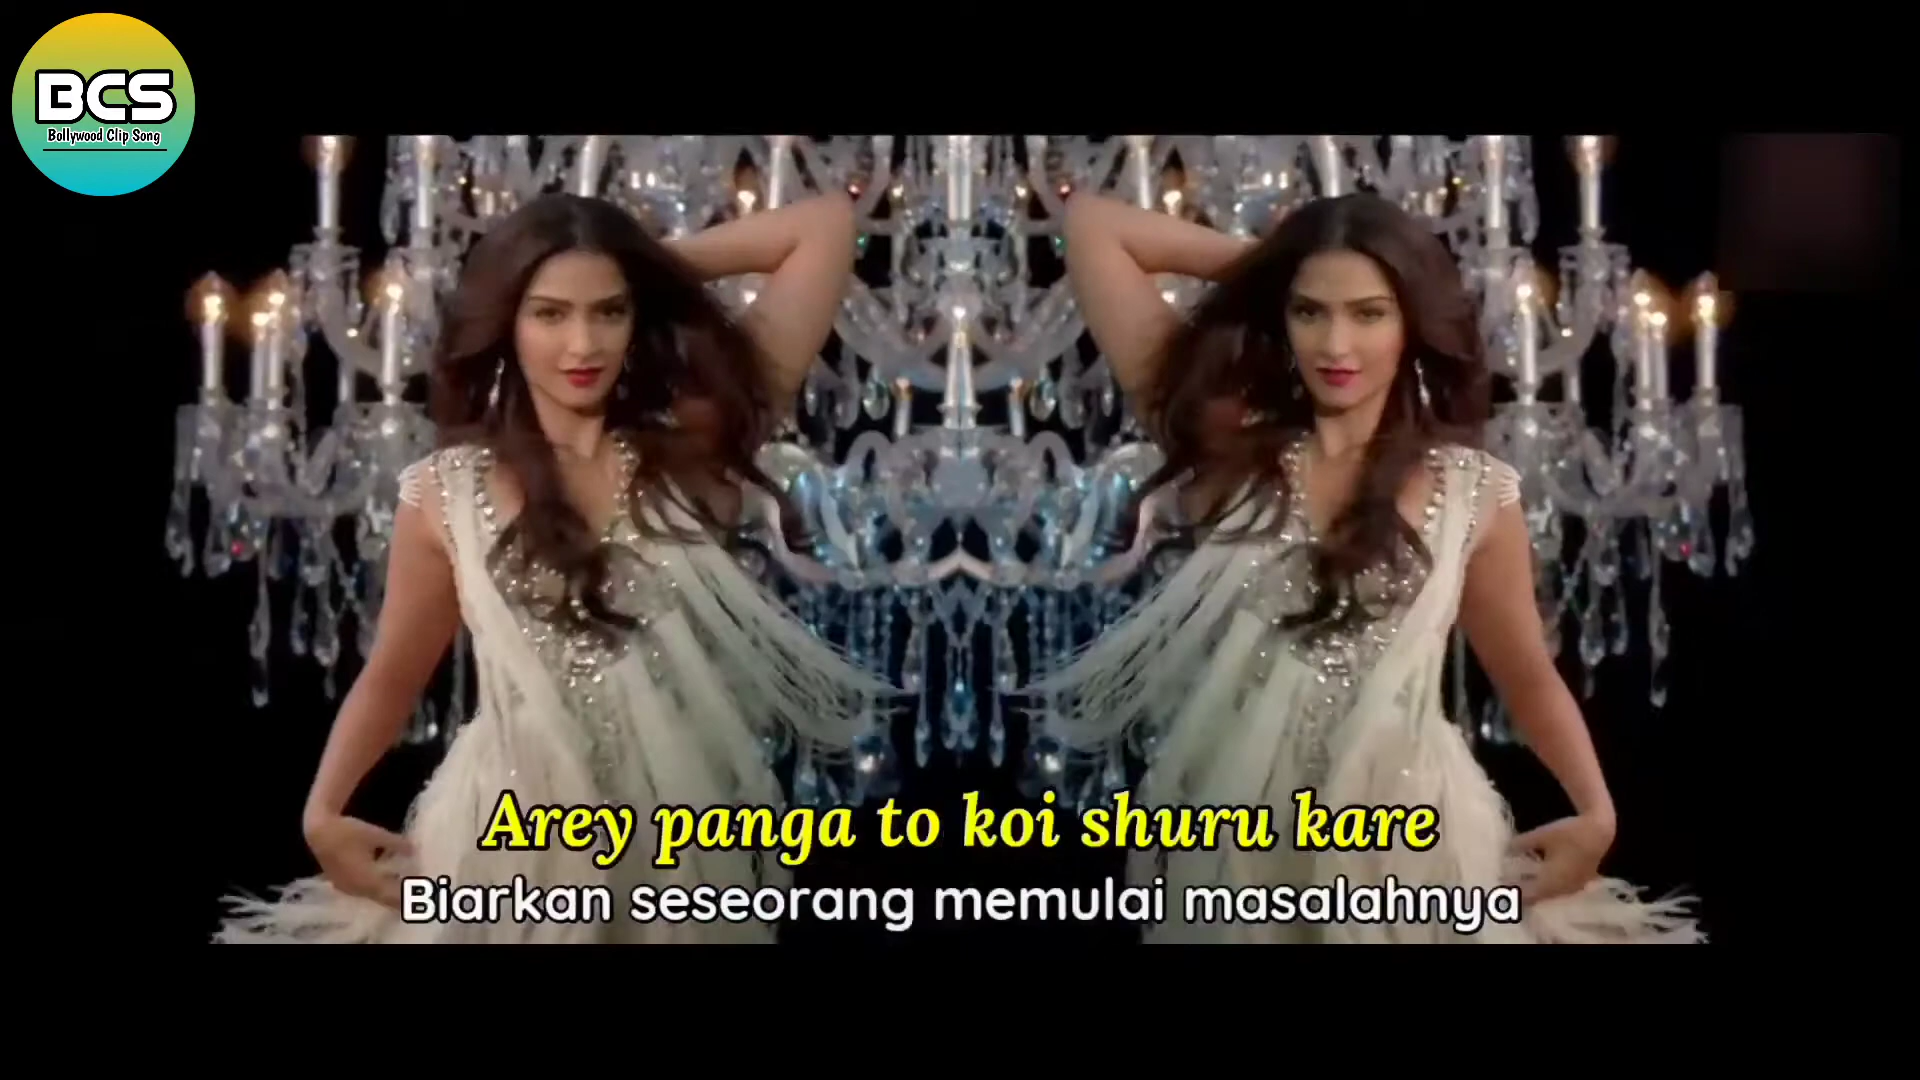 BCS
Bollywood Clip Song
Arey panga to koi shuru kare
Biarkan seseorang memulai masalahnya